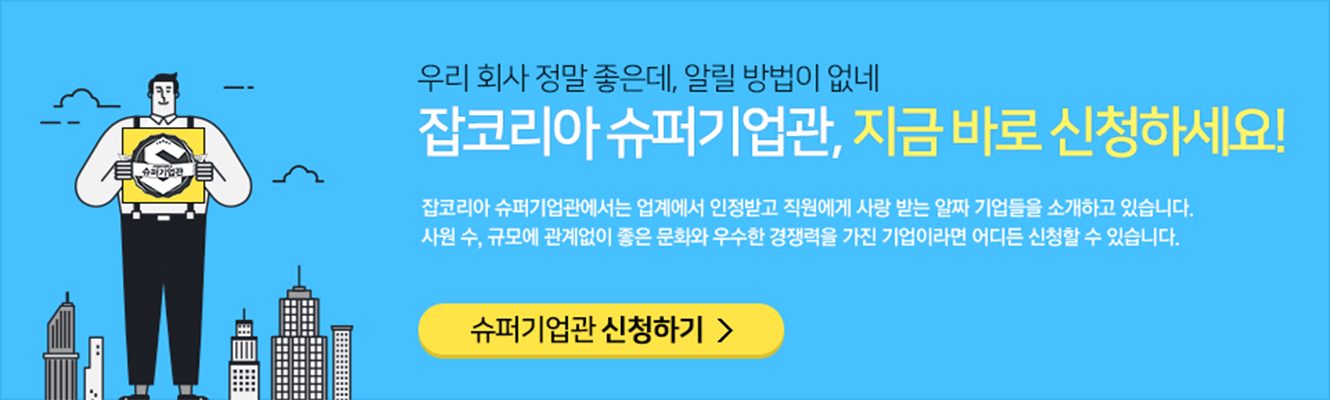 우리 회사 정말 좋은데, 알릴 방법이 없네
잡코리아 슈퍼기업관, 지금 바로 신청하세요!
슈퍼기업관
잡코리아 슈퍼기업관에서는 업계에서 인정받고 직원에게 사랑 받는 알짜 기업들을 소개하고 있습니다.
사원 수, 규모에 관계없이 좋은 문화와 우수한 경쟁력을 가진 기업이라면 어디든 신청할 수 있습니다.
슈퍼기업관 신청하기 >